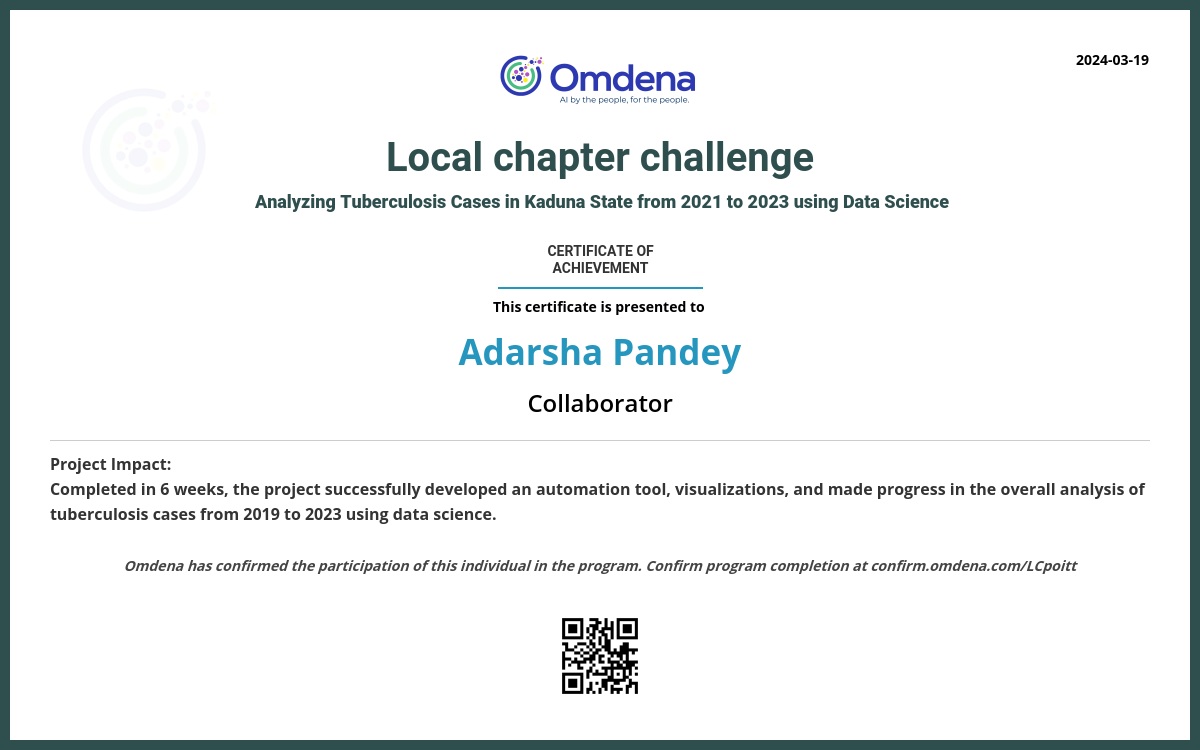 2024-03-19
Omdena
AI by the people, for the people.
Local chapter challenge
Analyzing Tuberculosis Cases in Kaduna State from 2021 to 2023 using Data Science
CERTIFICATE OF
ACHIEVEMENT
This certificate is presented to
Adarsha Pandey
Collaborator
Project Impact:
Completed in 6 weeks, the project successfully developed an automation tool, visualizations, and made progress in the overall analysis of
tuberculosis cases from 2019 to 2023 using data science.
Omdena has confirmed the participation of this individual in the program. Confirm program completion at confirm.omdena.com/LCpoitt